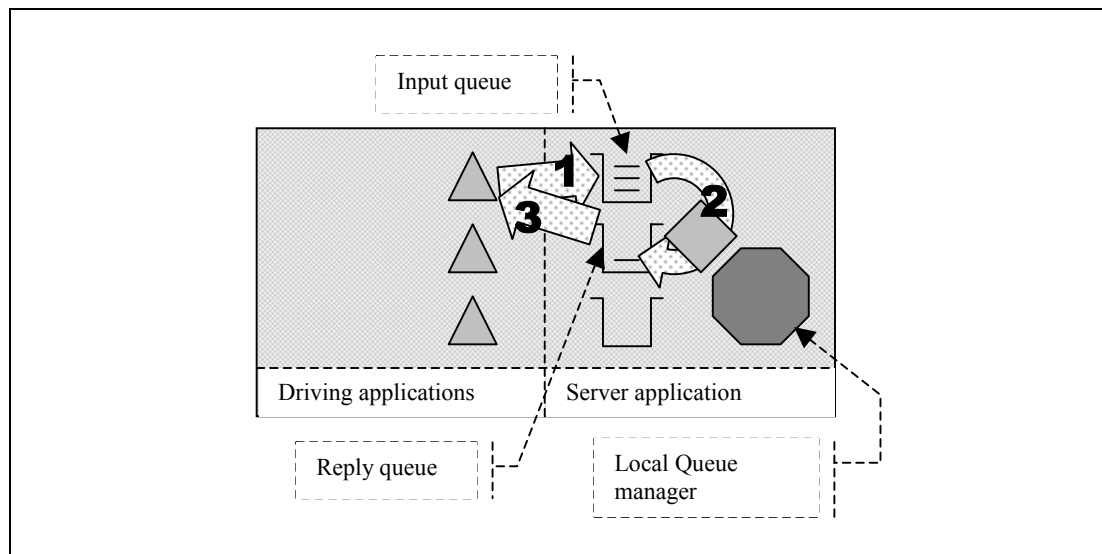 Input queue
1
2
3
Driving applications
Server application
Reply queue
Local Queue
manager